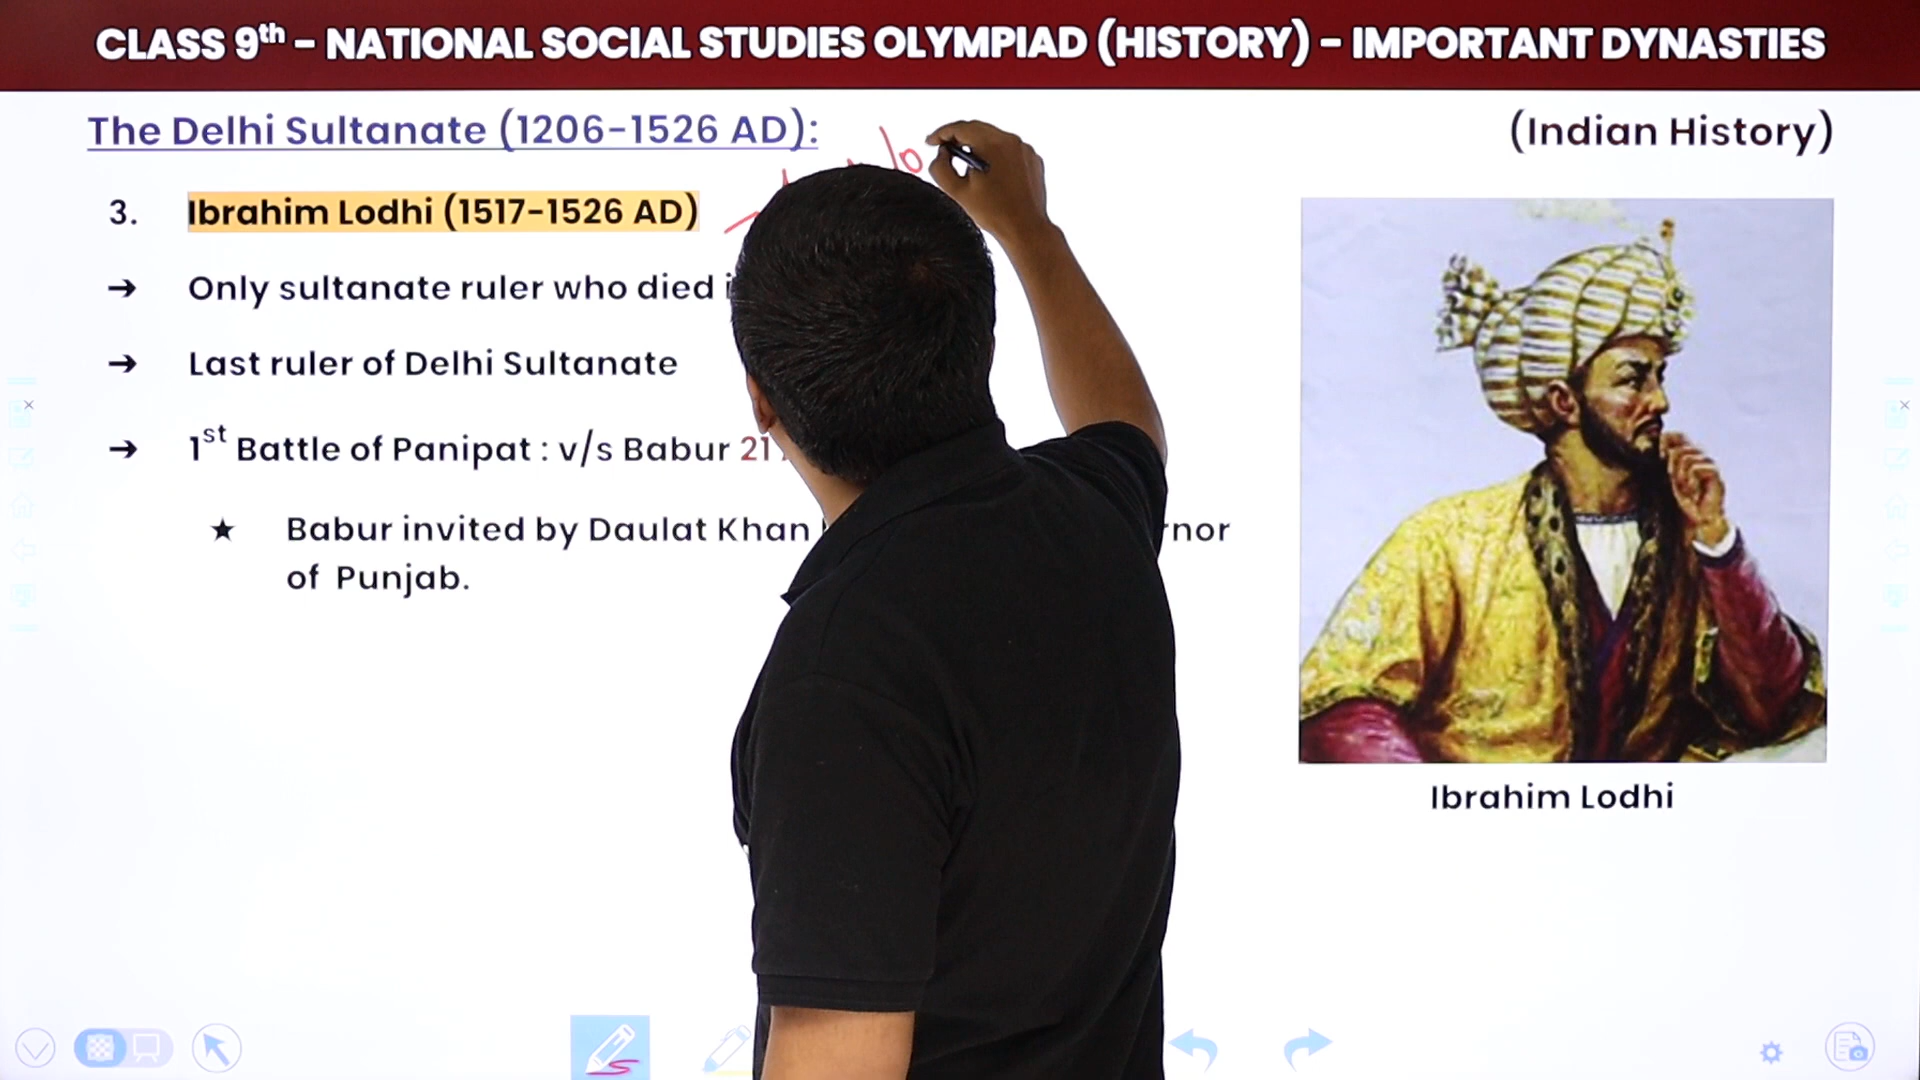 CLASS 9th – NATIONAL SOCIAL STUDIES OLYMPIAD (HISTORY) – IMPORTANT DYNASTIES
The Delhi Sultanate (1206-1526 AD):
(Indian History)
3. Ibrahim Lodhi (1517-1526 AD)
→ Only sultanate ruler who died
→ Last ruler of Delhi Sultanate
→ 1st Battle of Panipat : v/s Babur 21
★ Babur invited by Daulat Khan
of Punjab.
Ibrahim Lodhi